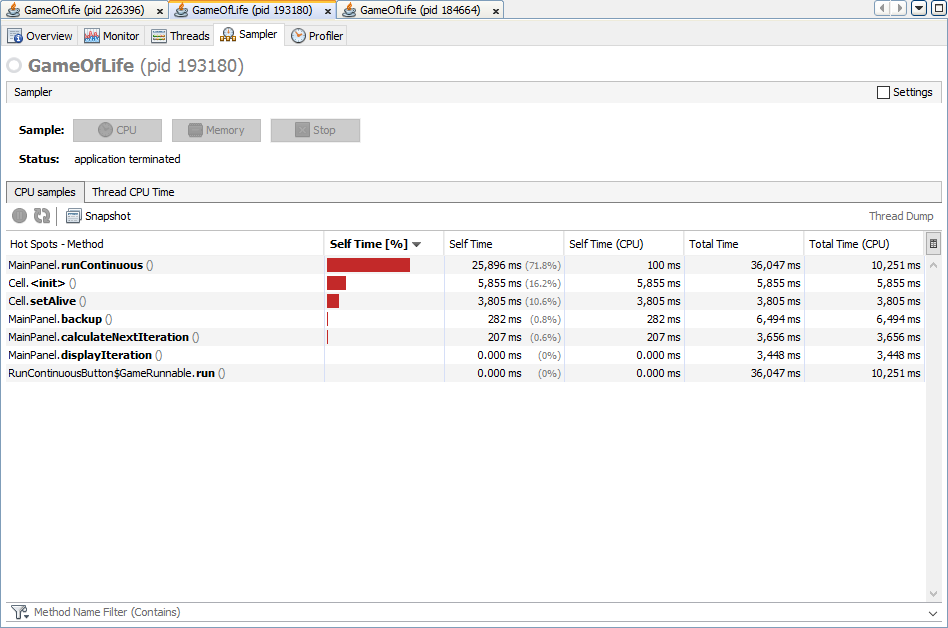 GameOfLife (pid 226396) × GameOfLife (pid 193180) × GameOfLife (pid 184664) ×
Overview Monitor Threads Sampler Profiler
GameOfLife (pid 193180)
Sampler Settings
Sample: CPU Memory Stop
Status: application terminated
CPU samples Thread CPU Time
Snapshot Thread Dump
Hot Spots - Method Self Time [%] Self Time Self Time (CPU) Total Time Total Time (CPU)
MainPanel.runContinuous () 25,896 ms (71.8%) 100 ms 36,047 ms 10,251 ms
Cell.<init> () 5,855 ms (16.2%) 5,855 ms 5,855 ms 5,855 ms
Cell.setAlive () 3,805 ms (10.6%) 3,805 ms 3,805 ms 3,805 ms
MainPanel.backup () 282 ms (0.8%) 282 ms 6,494 ms 6,494 ms
MainPanel.calculateNextIteration () 207 ms (0.6%) 207 ms 3,656 ms 3,656 ms
MainPanel.displayIteration () 0.000 ms (0%) 0.000 ms 3,448 ms 3,448 ms
RunContinuousButton$GameRunnable.run () 0.000 ms (0%) 0.000 ms 36,047 ms 10,251 ms
Method Name Filter (Contains)